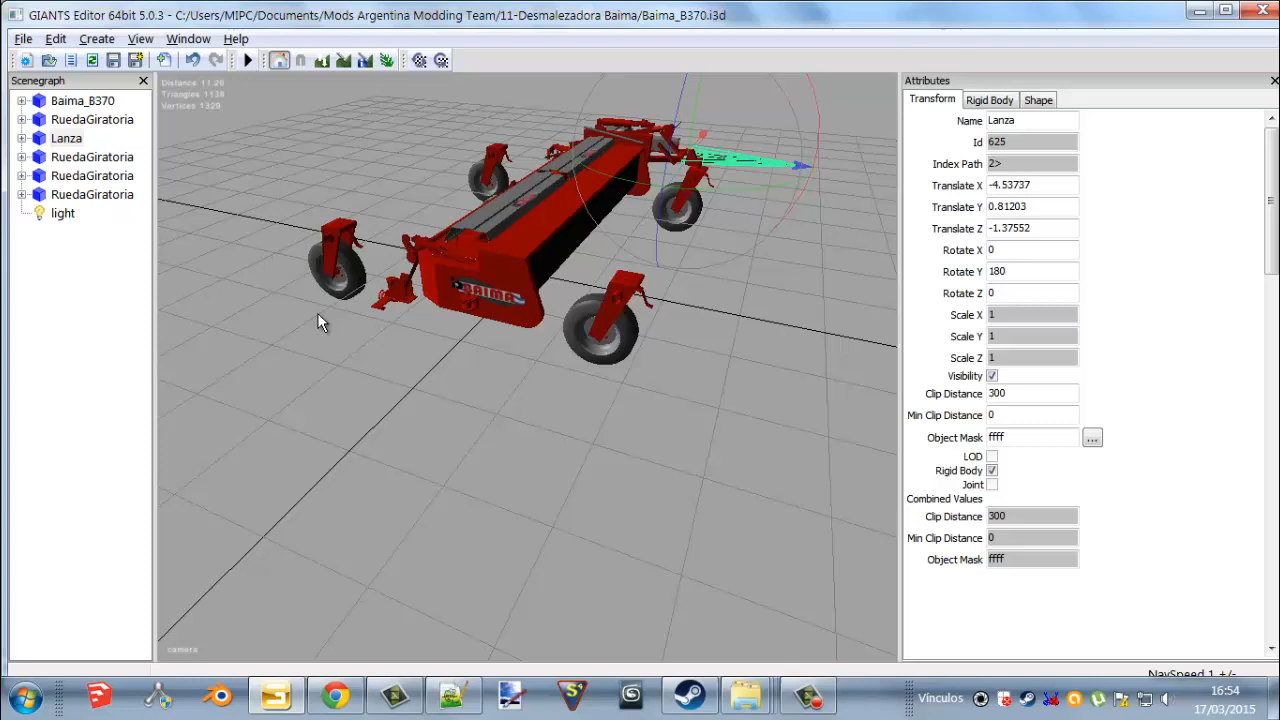 GIANTS Editor 64bit 5.0.3 - C:/Users/MIPC/Documents/Mods Argentina Modding Team/11-Desmalezadora Baima/Baima_B370.i3d
File Edit Create View Window Help
Scenegraph
Baima_B370
RuedaGiratoria
Lanza
RuedaGiratoria
RuedaGiratoria
RuedaGiratoria
light
Distance 11.26
Triangles 1138
Vertices 1329
BAIMA
camera
Attributes
Transform Rigid Body Shape
Name Lanza
Id 625
Index Path 2>
Translate X -4.53737
Translate Y 0.81203
Translate Z -1.37552
Rotate X 0
Rotate Y 180
Rotate Z 0
Scale X 1
Scale Y 1
Scale Z 1
Visibility
Clip Distance 300
Min Clip Distance 0
Object Mask ffff ...
LOD
Rigid Body
Joint
Combined Values
Clip Distance 300
Min Clip Distance 0
Object Mask ffff
NavSpeed 1 +/-
Vínculos
16:54
17/03/2015